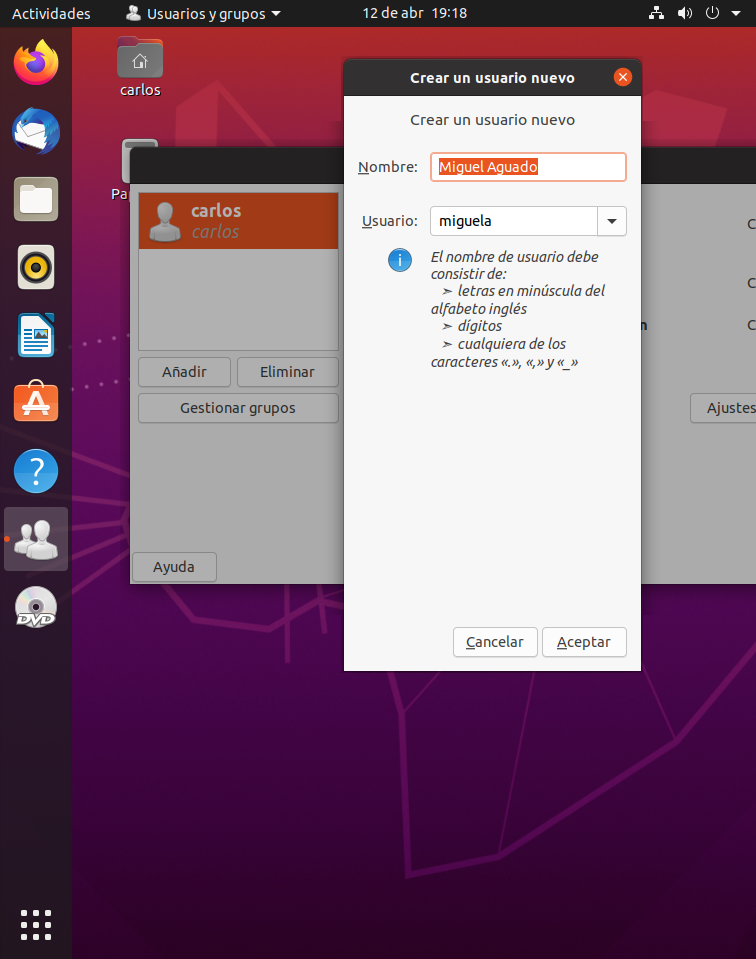 Actividades
Usuarios y grupos
12 de abr 19:18
carlos
Crear un usuario nuevo
Crear un usuario nuevo
Nombre:
Miguel Aguado
Usuario:
miguela
El nombre de usuario debe
consistir de:
➣ letras en minúscula del
alfabeto inglés
➣ dígitos
➣ cualquiera de los
caracteres «.», «,» y «_»
Cancelar
Aceptar
carlos
carlos
Añadir
Eliminar
Gestionar grupos
Ayuda
Ajustes
DVD